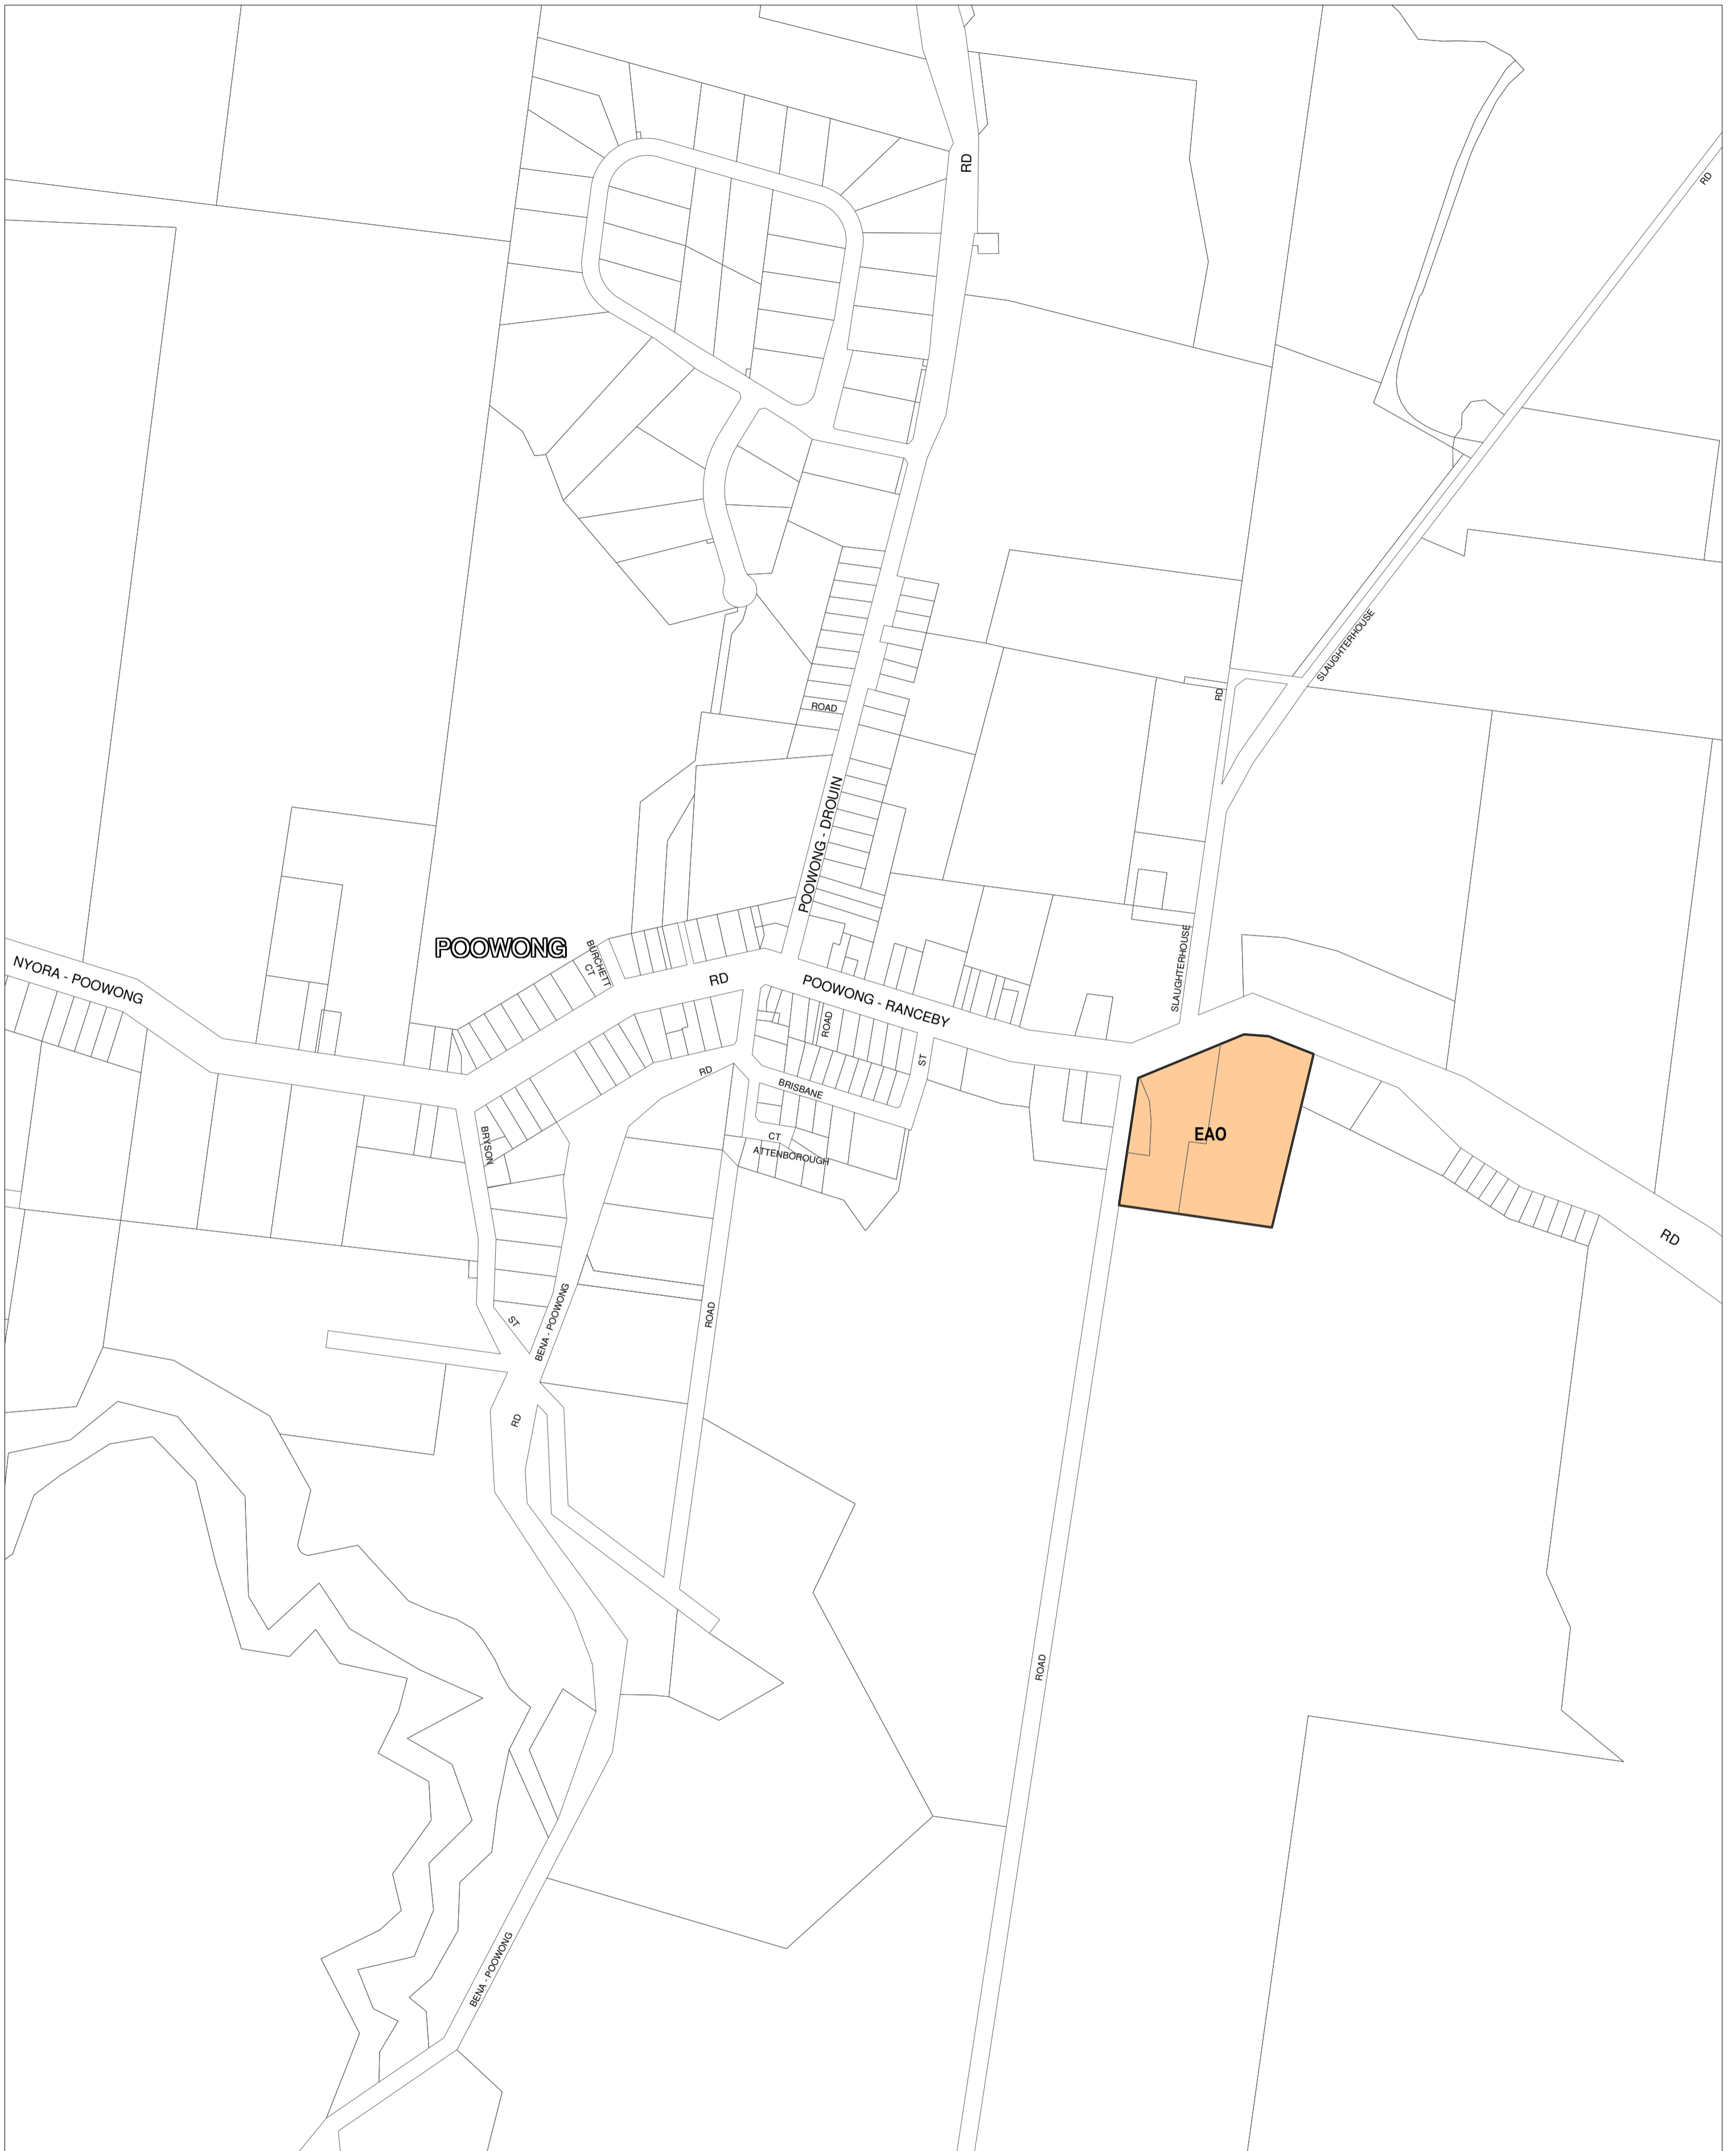 RD
RD
SLAUGHTERHOUSE
RD
ROAD
POOWONG - DROUIN
POOWONG
BURCHETT
CT
NYORA - POOWONG
RD
POOWONG - RANCEBY
SLAUGHTERHOUSE
ROAD
ST
RD
BRISBANE
EAO
BRYSON
CT
ATTENBOROUGH
RD
BENA - POOWONG
ROAD
ST
RD
ROAD
BENA - POOWONG